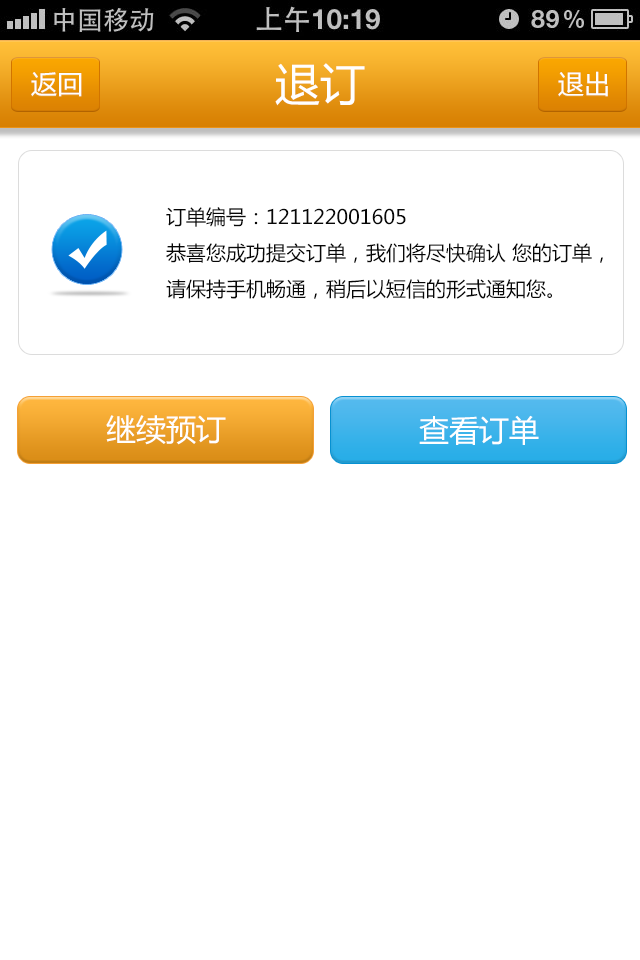 中国移动 上午10:19 89%
返回 退订 退出
订单编号：121122001605
恭喜您成功提交订单，我们将尽快确认 您的订单，
请保持手机畅通，稍后以短信的形式通知您。
继续预订 查看订单